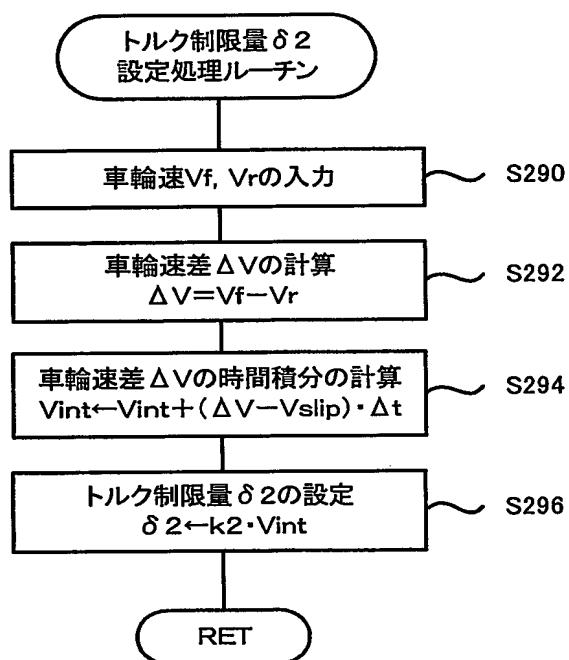 トルク制限量δ2
設定処理ルーチン
車輪速Vf, Vrの入力
S290
車輪速差ΔVの計算
ΔV=Vf−Vr
S292
車輪速差ΔVの時間積分の計算
Vint←Vint+(ΔV−Vslip)・Δt
S294
トルク制限量δ2の設定
δ2←k2・Vint
S296
RET